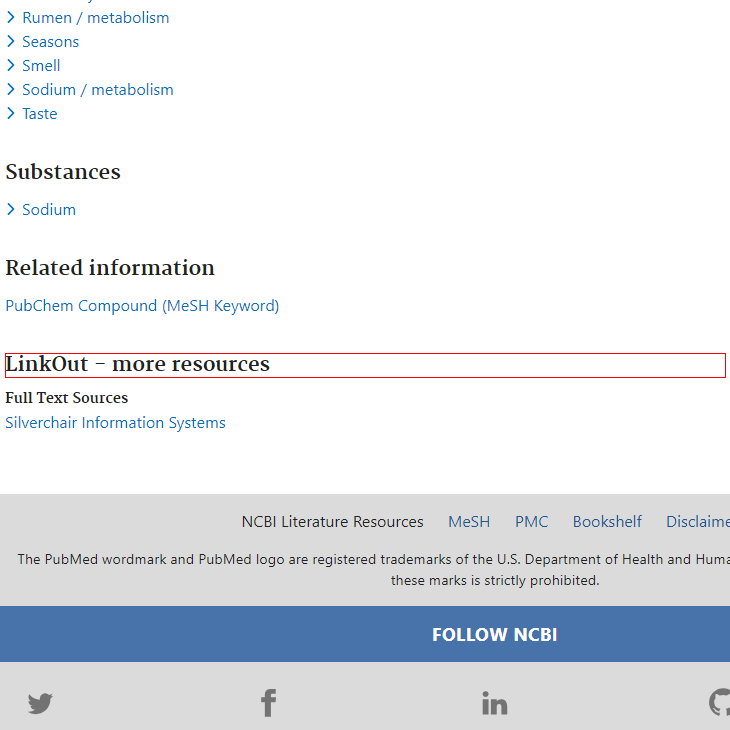 Rumen / metabolism
Seasons
Smell
Sodium / metabolism
Taste
Substances
Sodium
Related information
PubChem Compound (MeSH Keyword)
LinkOut – more resources
Full Text Sources
Silverchair Information Systems
NCBI Literature Resources MeSH PMC Bookshelf Disclaime
The PubMed wordmark and PubMed logo are registered trademarks of the U.S. Department of Health and Huma
these marks is strictly prohibited.
FOLLOW NCBI